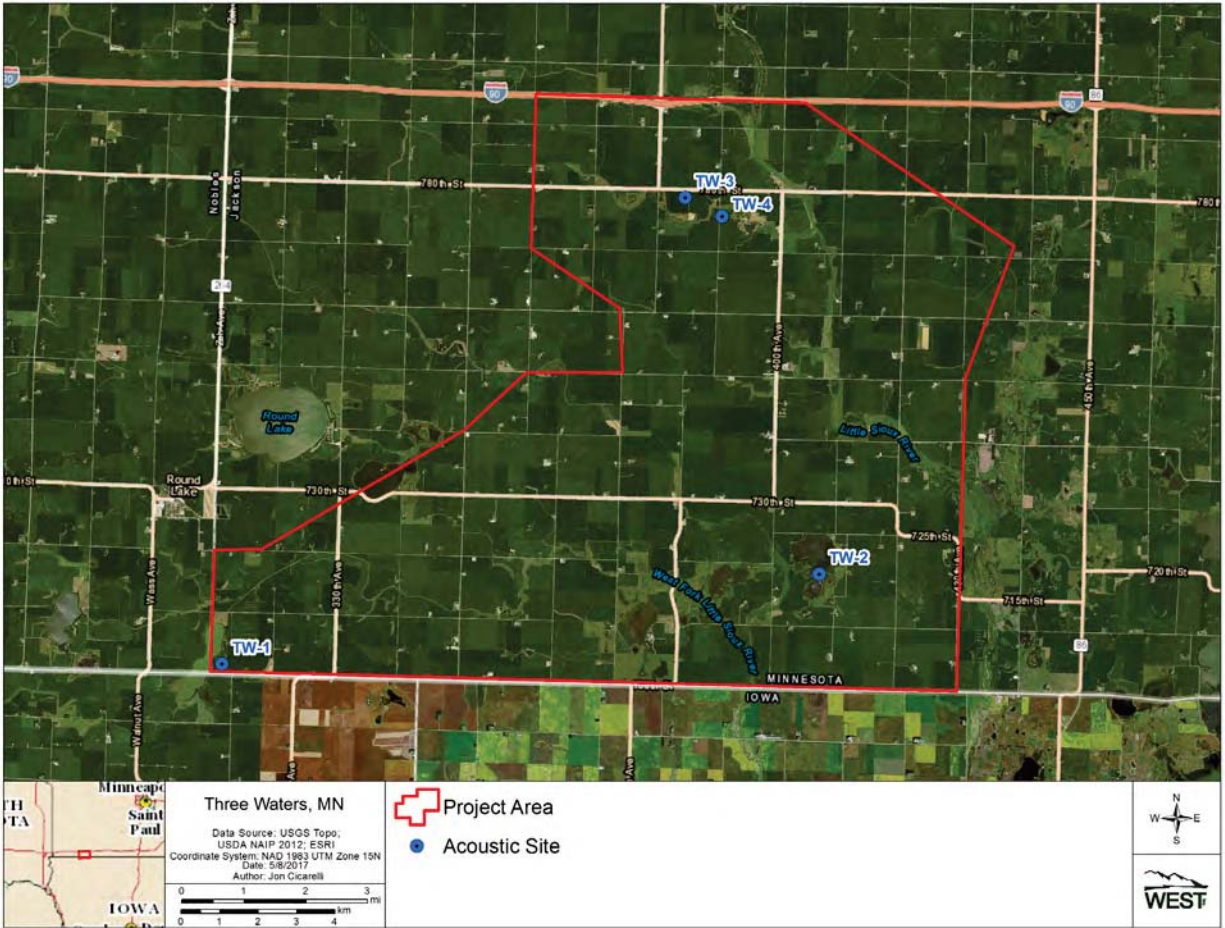 90
90
90
86
Nobles
Jackson
780th St
TW-3
TW-4
780th
264
400th Ave
450th Ave
Round
Lake
Little Sioux River
Round
Lake
730th St
730th St
725th St
Wass Ave
330th Ave
TW-2
430th Ave
720th St
715th St
West Fork Little Sioux River
86
TW-1
MINNESOTA
IOWA
Walnut Ave
Ave
Ave
Minneapo
Saint
Paul
TH
OTA
IOWA
Three Waters, MN
Data Source: USGS Topo;
USDA NAIP 2012; ESRI
Coordinate System: NAD 1983 UTM Zone 15N
Date: 5/8/2017
Author: Jon Cicarelli
0 1 2 3
mi
km
0 1 2 3 4
Project Area
Acoustic Site
N
W E
S
WEST